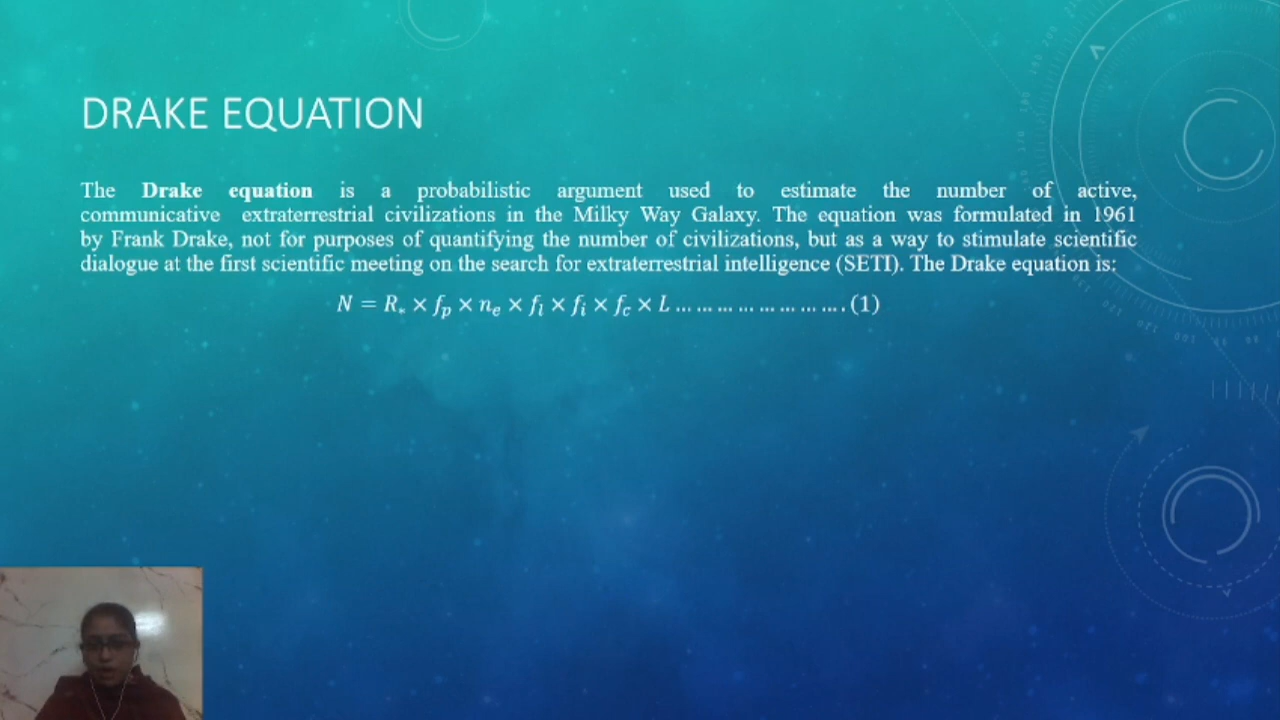 DRAKE EQUATION
The Drake equation is a probabilistic argument used to estimate the number of active,
communicative extraterrestrial civilizations in the Milky Way Galaxy. The equation was formulated in 1961
by Frank Drake, not for purposes of quantifying the number of civilizations, but as a way to stimulate scientific
dialogue at the first scientific meeting on the search for extraterrestrial intelligence (SETI). The Drake equation is:
N = R* × fp × ne × fl × fi × fc × L … … … … … … … … . (1)